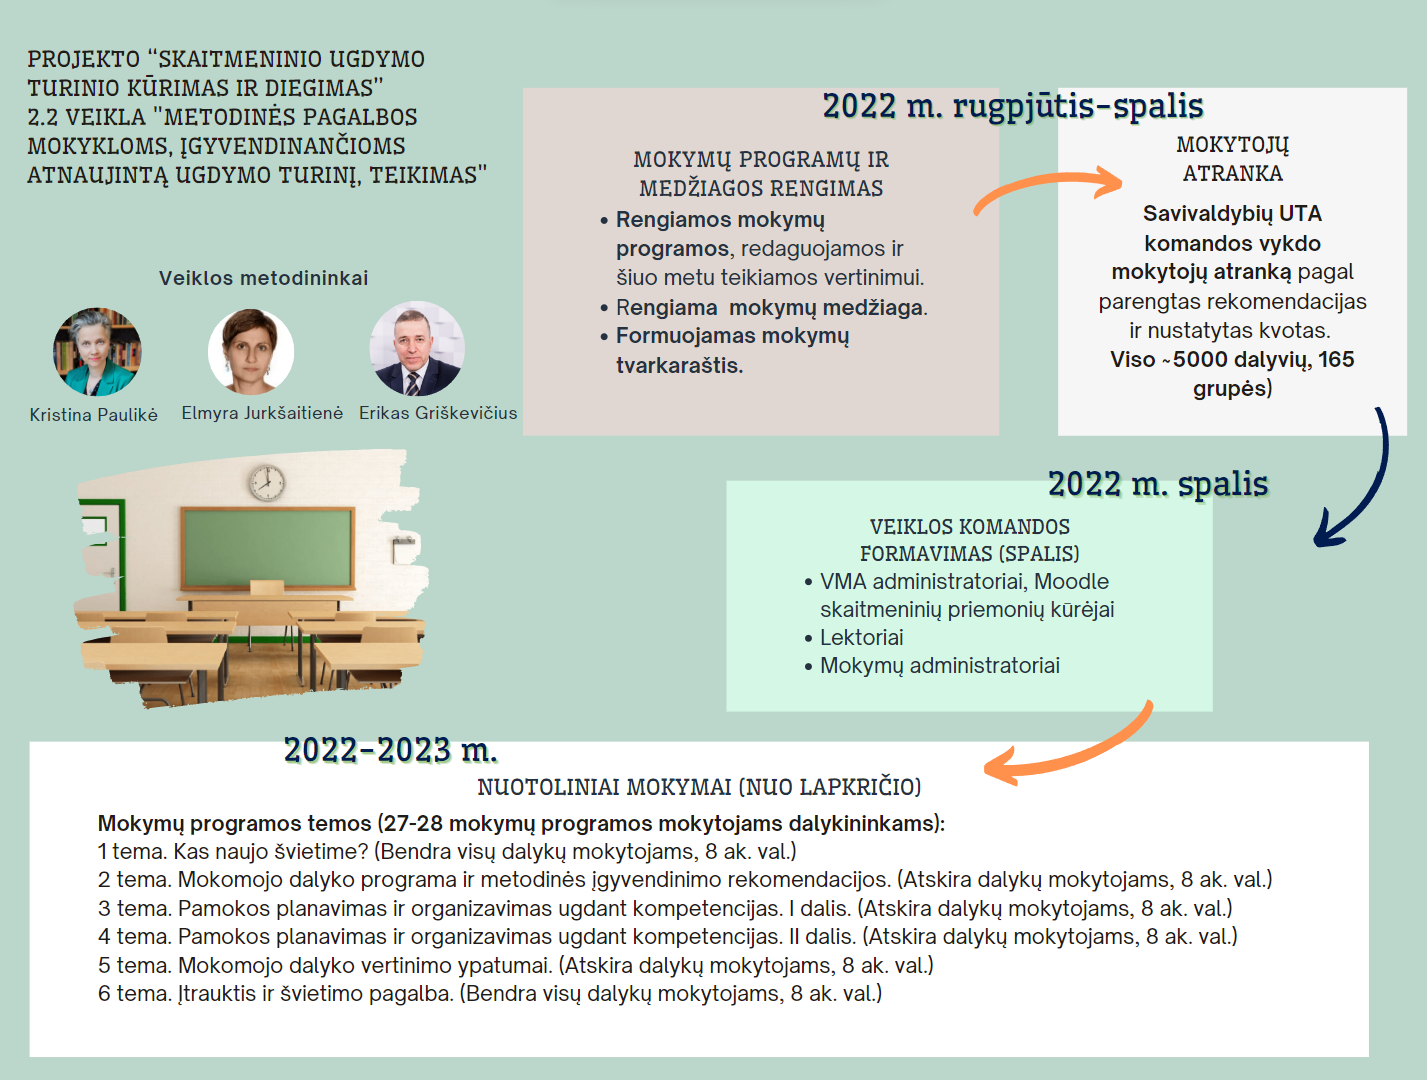 PROJEKTO “SKAITMENINIO UGDYMO
TURINIO KŪRIMAS IR DIEGIMAS”
2.2 VEIKLA "METODINĖS PAGALBOS
MOKYKLOMS, ĮGYVENDINANČIOMS
ATNAUJINTĄ UGDYMO TURINĮ, TEIKIMAS"
Veiklos metodininkai
Kristina Paulikė
Elmyra Jurkšaitienė
Erikas Griškevičius
2022 m. rugpjūtis-spalis
MOKYMŲ PROGRAMŲ IR
MEDŽIAGOS RENGIMAS
• Rengiamos mokymų
programos, redaguojamos ir
šiuo metu teikiamos vertinimui.
• Rengiama  mokymų medžiaga.
• Formuojamas mokymų
tvarkaraštis.
MOKYTOJŲ
ATRANKA
Savivaldybių UTA
komandos vykdo
mokytojų atranką pagal
parengtas rekomendacijas
ir nustatytas kvotas.
Viso ~5000 dalyvių, 165
grupės)
2022 m. spalis
VEIKLOS KOMANDOS
FORMAVIMAS (SPALIS)
• VMA administratoriai, Moodle
skaitmeninių priemonių kūrėjai
• Lektoriai
• Mokymų administratoriai
2022-2023 m.
NUOTOLINIAI MOKYMAI (NUO LAPKRIČIO)
Mokymų programos temos (27-28 mokymų programos mokytojams dalykininkams):
1 tema. Kas naujo švietime? (Bendra visų dalykų mokytojams, 8 ak. val.)
2 tema. Mokomojo dalyko programa ir metodinės įgyvendinimo rekomendacijos. (Atskira dalykų mokytojams, 8 ak. val.)
3 tema. Pamokos planavimas ir organizavimas ugdant kompetencijas. I dalis. (Atskira dalykų mokytojams, 8 ak. val.)
4 tema. Pamokos planavimas ir organizavimas ugdant kompetencijas. II dalis. (Atskira dalykų mokytojams, 8 ak. val.)
5 tema. Mokomojo dalyko vertinimo ypatumai. (Atskira dalykų mokytojams, 8 ak. val.)
6 tema. Įtrauktis ir švietimo pagalba. (Bendra visų dalykų mokytojams, 8 ak. val.)